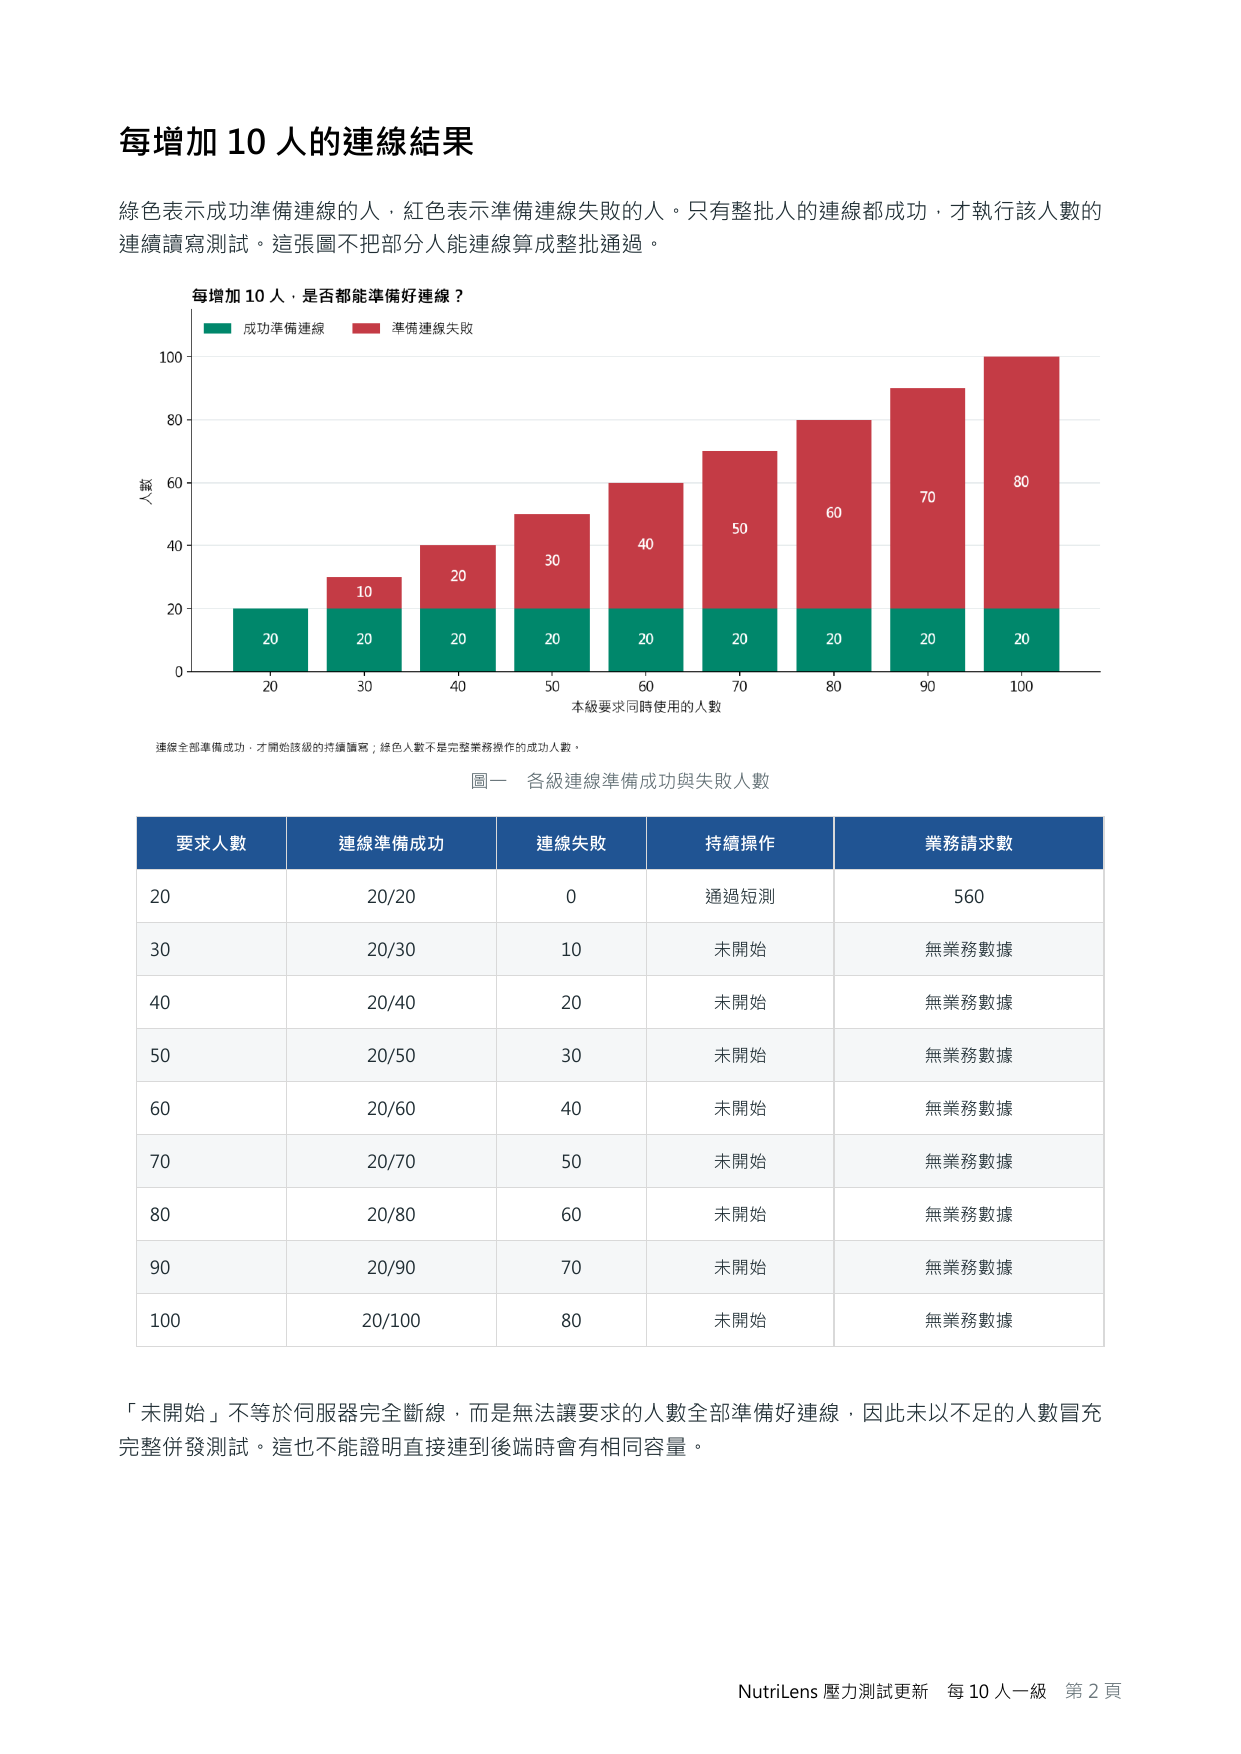 每增加 10 人的連線結果
綠色表示成功準備連線的人，紅色表示準備連線失敗的人。只有整批人的連線都成功，才執行該人數的
連續讀寫測試。這張圖不把部分人能連線算成整批通過。
每增加 10 人，是否都能準備好連線？
成功準備連線 準備連線失敗
人數
100
80
60
40
20
0
10 20 30 40 50 60 70 80
20 20 20 20 20 20 20 20 20
20 30 40 50 60 70 80 90 100
本級要求同時使用的人數
連線全部準備成功，才開始該級的持續讀寫；綠色人數不是完整業務操作的成功人數。
圖一 各級連線準備成功與失敗人數
要求人數 連線準備成功 連線失敗 持續操作 業務請求數
20 20/20 0 通過短測 560
30 20/30 10 未開始 無業務數據
40 20/40 20 未開始 無業務數據
50 20/50 30 未開始 無業務數據
60 20/60 40 未開始 無業務數據
70 20/70 50 未開始 無業務數據
80 20/80 60 未開始 無業務數據
90 20/90 70 未開始 無業務數據
100 20/100 80 未開始 無業務數據
「未開始」不等於伺服器完全斷線，而是無法讓要求的人數全部準備好連線，因此未以不足的人數冒充
完整併發測試。這也不能證明直接連到後端時會有相同容量。
NutriLens 壓力測試更新 每 10 人一級 第 2 頁